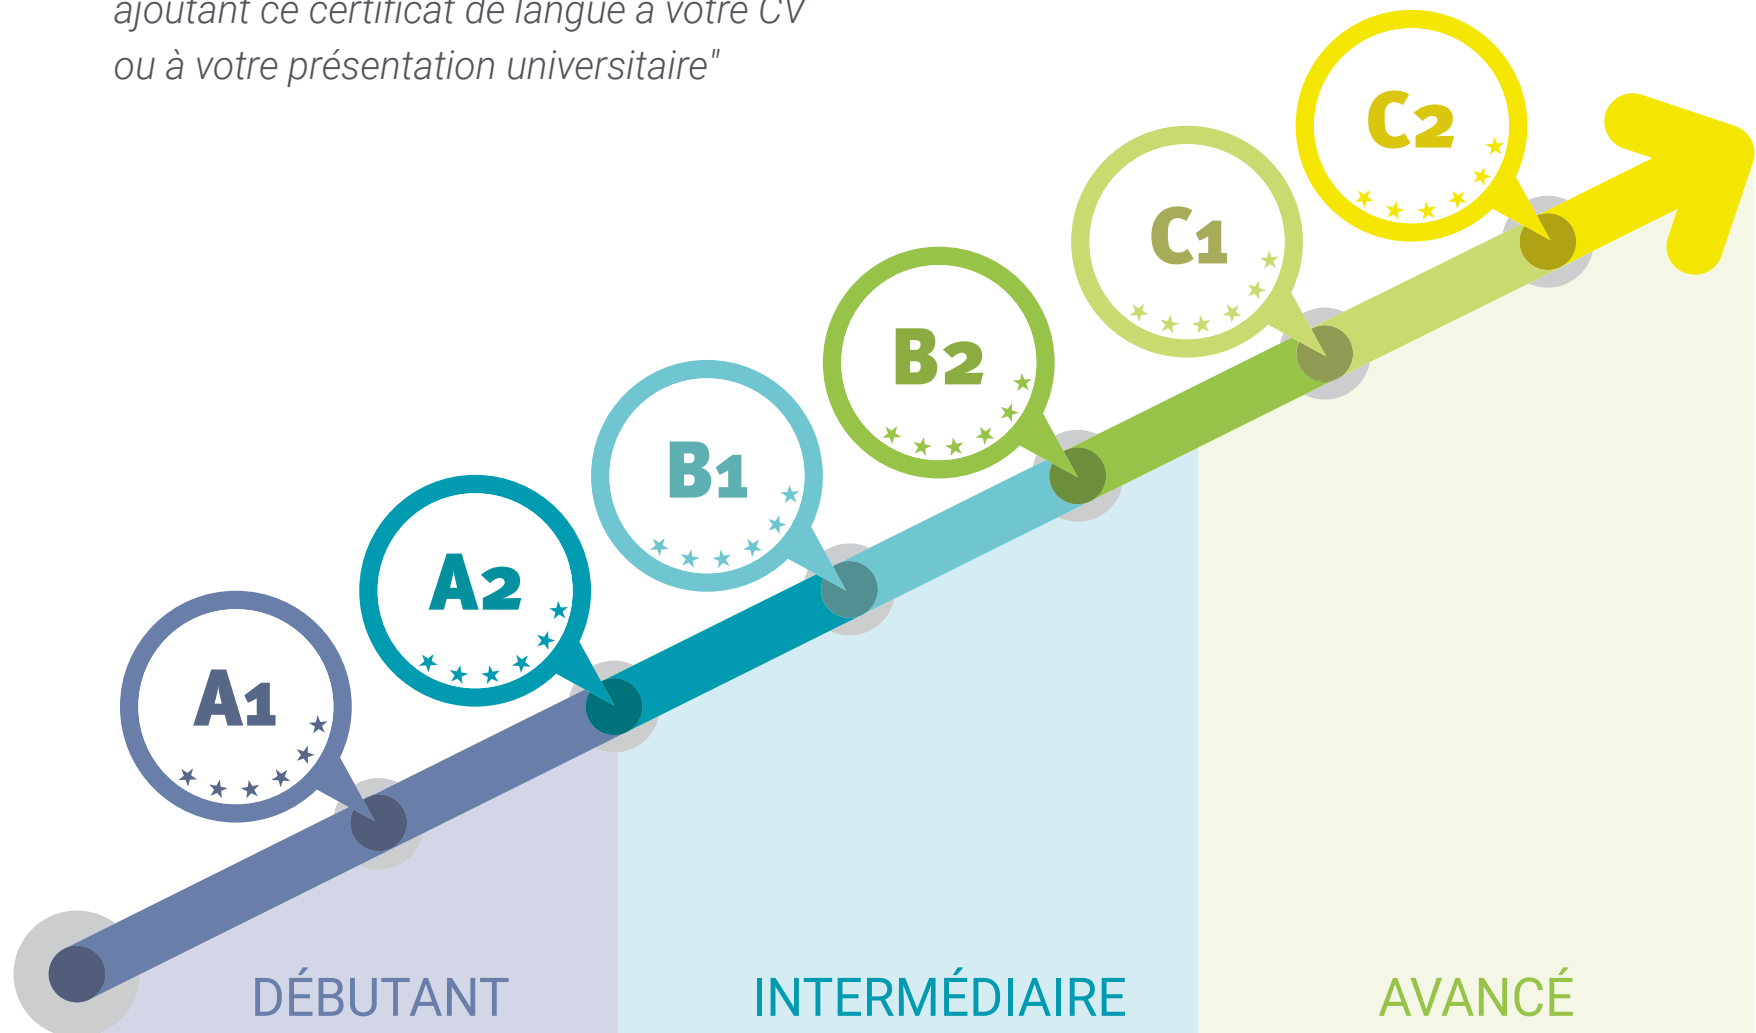 ajoutant ce certificat de langue à votre CV
ou à votre présentation universitaire"
C2
C1
B2
B1
A2
A1
DÉBUTANT
INTERMÉDIAIRE
AVANCÉ